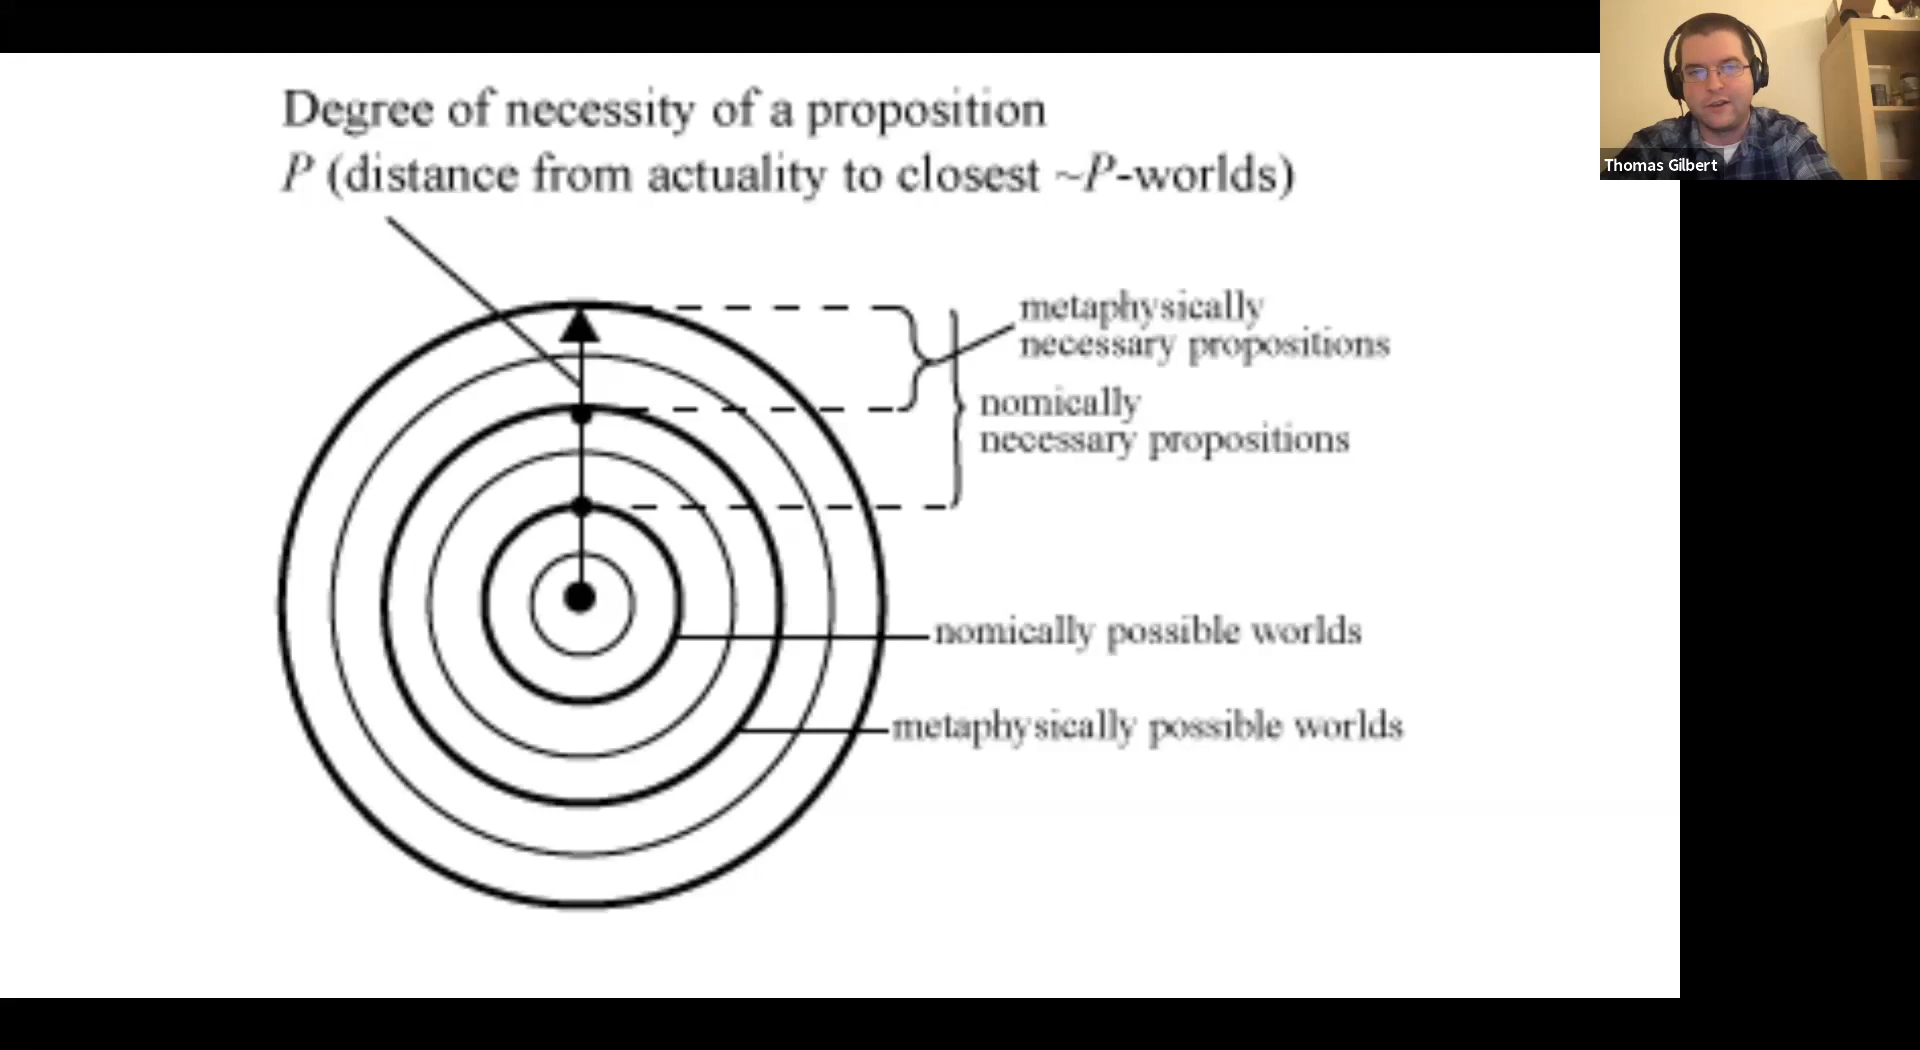 Degree of necessity of a proposition
P (distance from actuality to closest ~P-worlds)
Thomas Gilbert
metaphysically
necessary propositions
nomically
necessary propositions
nomically possible worlds
metaphysically possible worlds